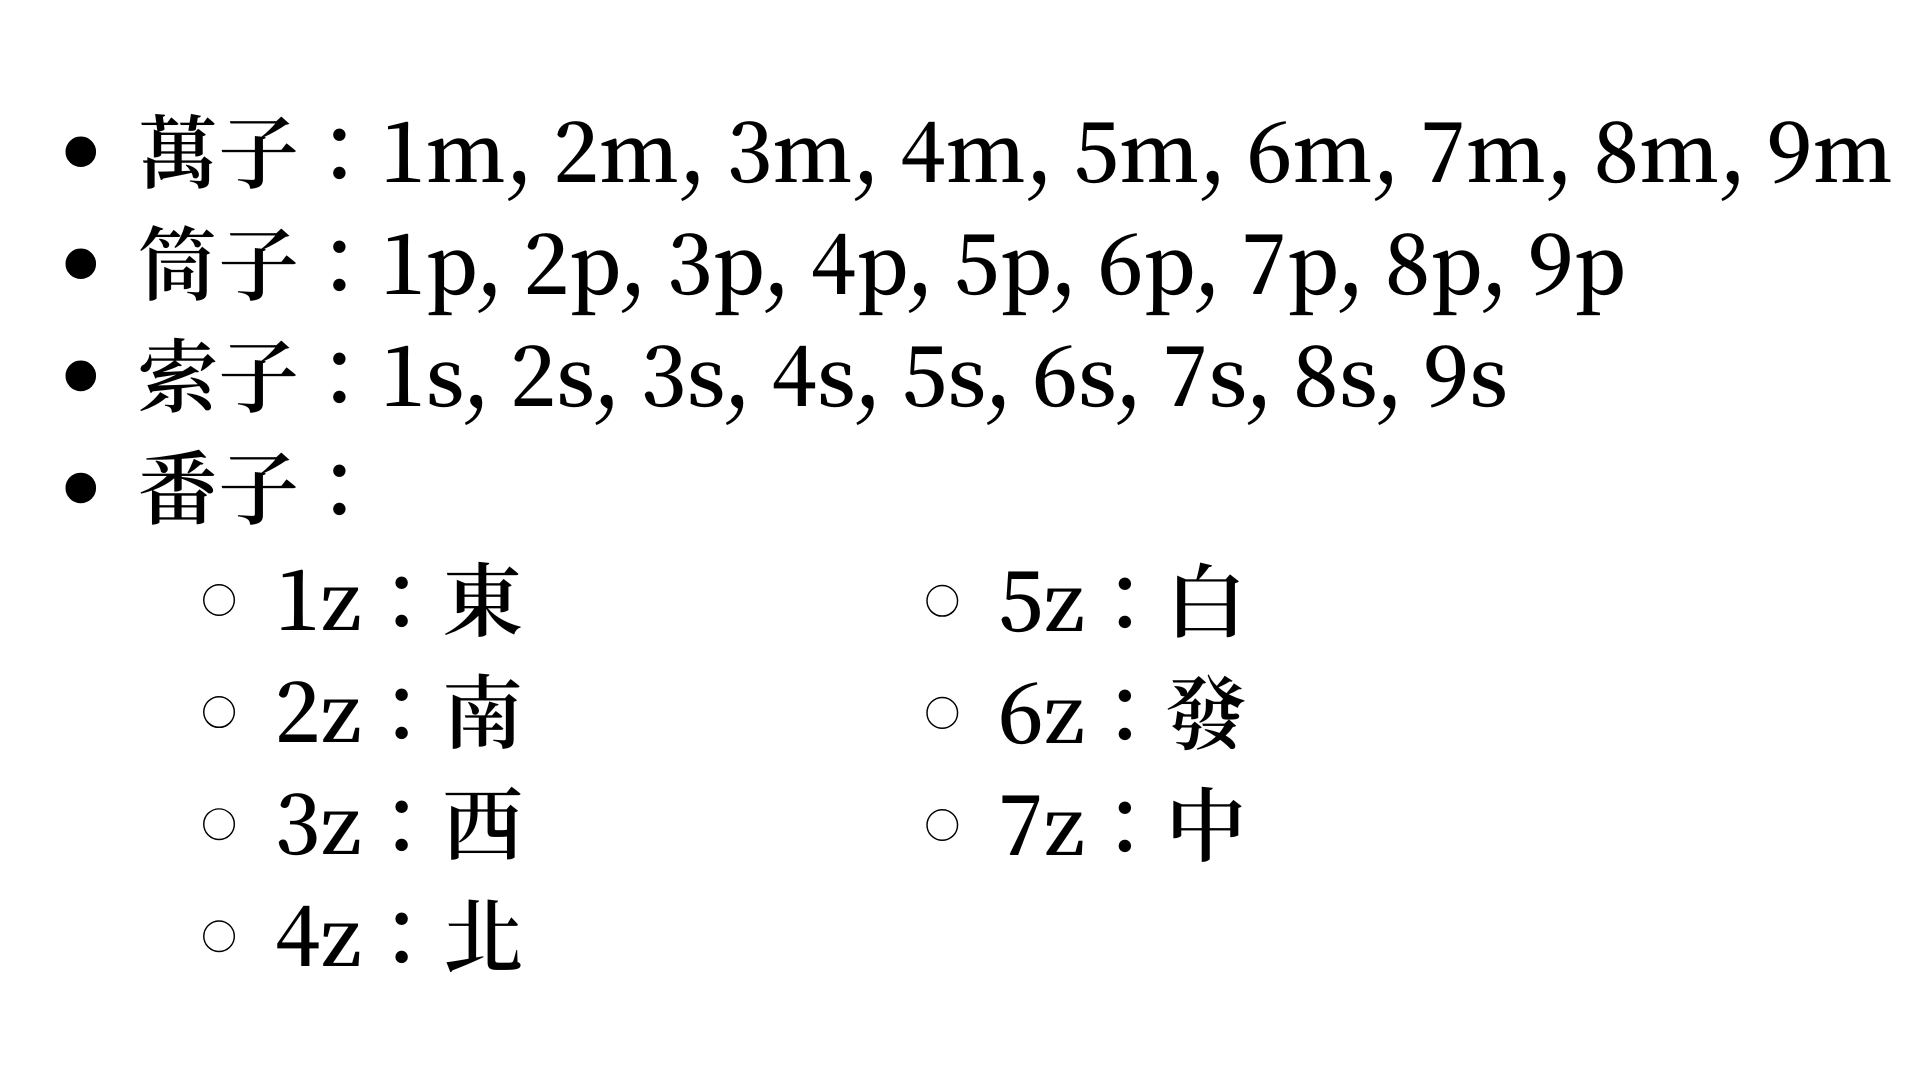 ● 萬子：1m, 2m, 3m, 4m, 5m, 6m, 7m, 8m, 9m
● 筒子：1p, 2p, 3p, 4p, 5p, 6p, 7p, 8p, 9p
● 索子：1s, 2s, 3s, 4s, 5s, 6s, 7s, 8s, 9s
● 番子：
○ 1z：東
○ 2z：南
○ 3z：西
○ 4z：北
○ 5z：白
○ 6z：發
○ 7z：中